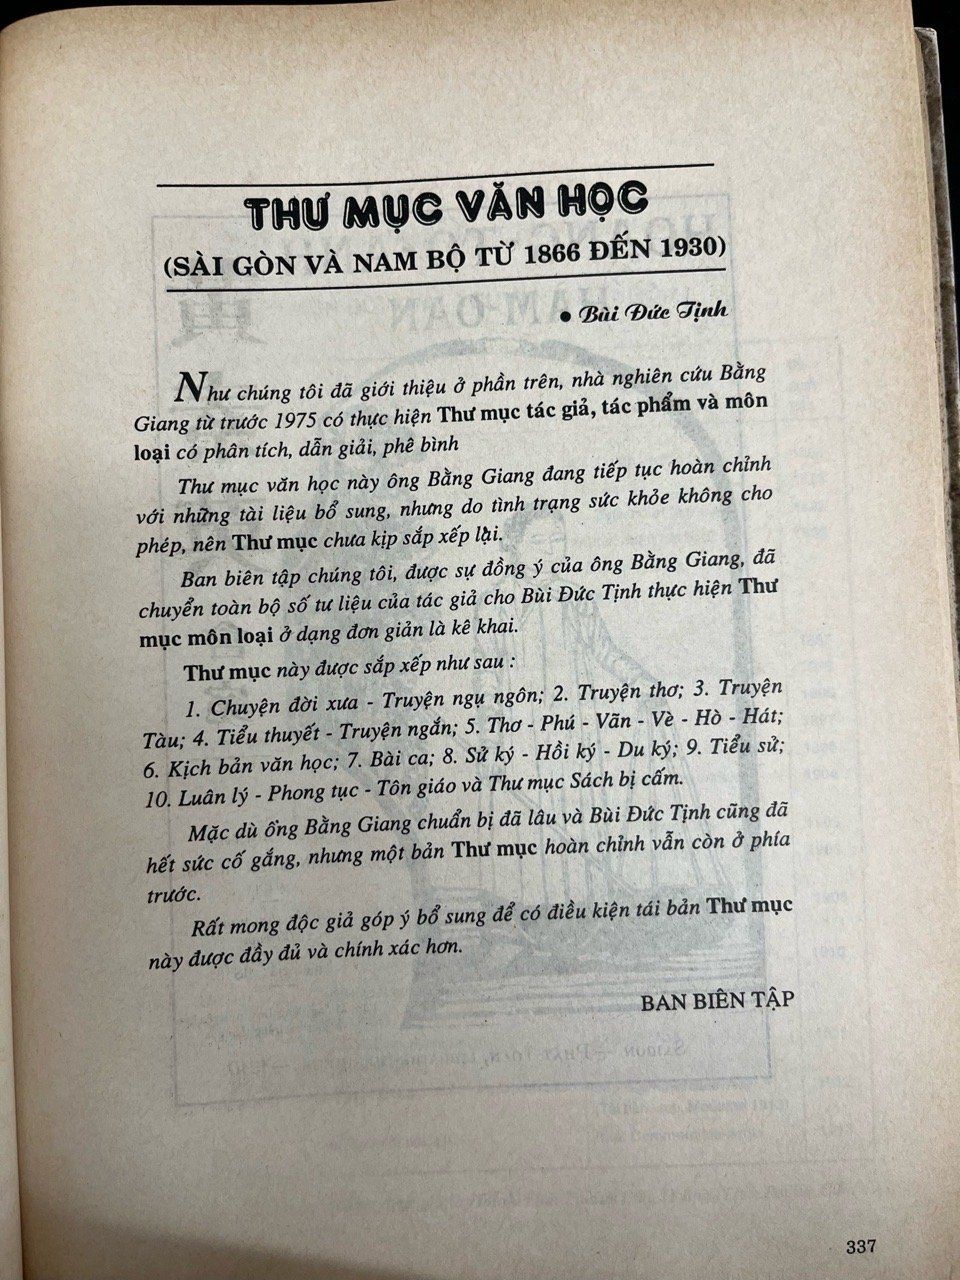 THƯ MỤC VĂN HỌC
(SÀI GÒN VÀ NAM BỘ TỪ 1866 ĐẾN 1930)
● Bùi Đức Tịnh
Như chúng tôi đã giới thiệu ở phần trên, nhà nghiên cứu Bằng
Giang từ trước 1975 có thực hiện Thư mục tác giả, tác phẩm và môn
loại có phân tích, dẫn giải, phê bình
Thư mục văn học này ông Bằng Giang đang tiếp tục hoàn chỉnh
với những tài liệu bổ sung, nhưng do tình trạng sức khỏe không cho
phép, nên Thư mục chưa kịp sắp xếp lại.
Ban biên tập chúng tôi, được sự đồng ý của ông Bằng Giang, đã
chuyển toàn bộ số tư liệu của tác giả cho Bùi Đức Tịnh thực hiện Thư
mục môn loại ở dạng đơn giản là kê khai.
Thư mục này được sắp xếp như sau :
1. Chuyện đời xưa - Truyện ngụ ngôn; 2. Truyện thơ; 3. Truyện
Tàu; 4. Tiểu thuyết - Truyện ngắn; 5. Thơ - Phú - Vãn - Vè - Hò - Hát;
6. Kịch bản văn học; 7. Bài ca; 8. Sử ký - Hồi ký - Du ký; 9. Tiểu sử;
10. Luân lý - Phong tục - Tôn giáo và Thư mục Sách bị cấm.
Mặc dù ông Bằng Giang chuẩn bị đã lâu và Bùi Đức Tịnh cũng đã
hết sức cố gắng, nhưng một bản Thư mục hoàn chỉnh vẫn còn ở phía
trước.
Rất mong độc giả góp ý bổ sung để có điều kiện tái bản Thư mục
này được đầy đủ và chính xác hơn.
BAN BIÊN TẬP
337